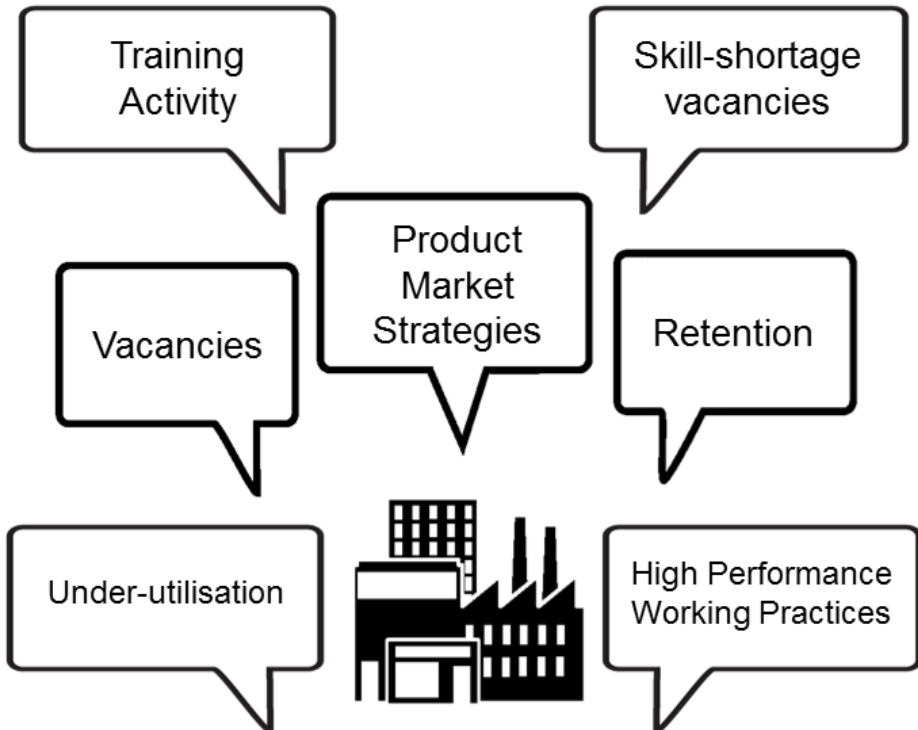 Training
Activity
Skill-shortage
vacancies
Product
Market
Strategies
Vacancies
Retention
Under-utilisation
High Performance
Working Practices